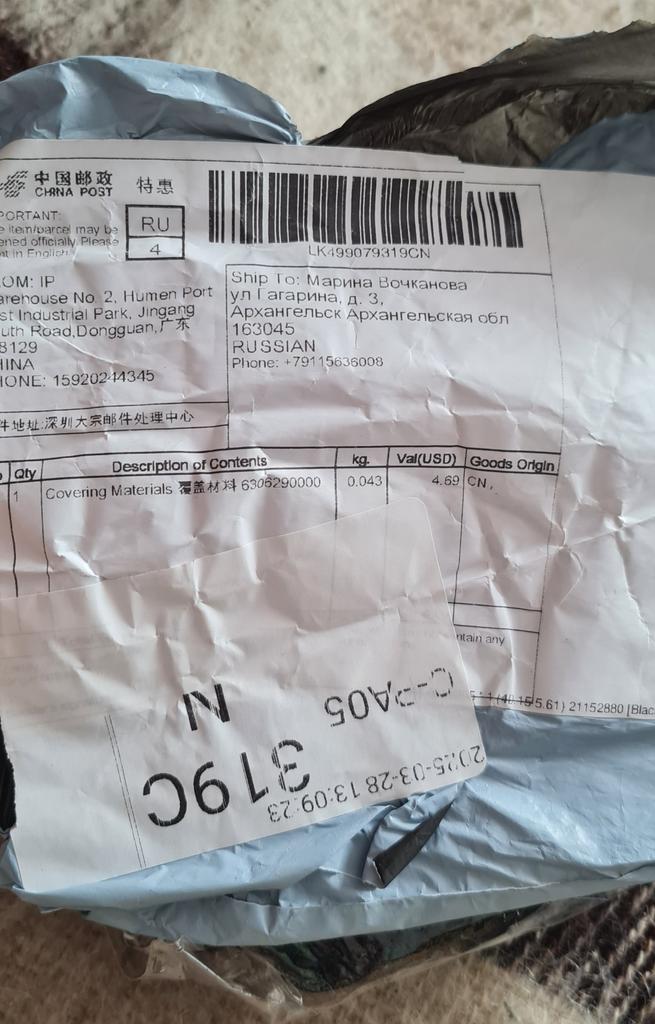 中国邮政 特惠
CHINA POST
PORTANT:
e item/parcel may be
ened officially. Please
nt in English.
RU
4
LK499079319CN
OM: IP
arehouse No. 2, Humen Port
st Industrial Park, Jingang
uth Road,Dongguan,广东
8129
HINA
HONE: 15920244345
件地址:深圳大宗邮件处理中心
Ship To: Марина Вочканова
ул Гагарина, д. 3,
Архангельск Архангельская обл
163045
RUSSIAN
Phone: +79115636008
Qty Description of Contents kg. Val(USD) Goods Origin
1 Covering Materials 覆盖材料 6306290000 0.043 4.69 CN,
ntain any
5.61) 21152880 [Blac
N C-PA05
319C
2025-03-28 13:09:23